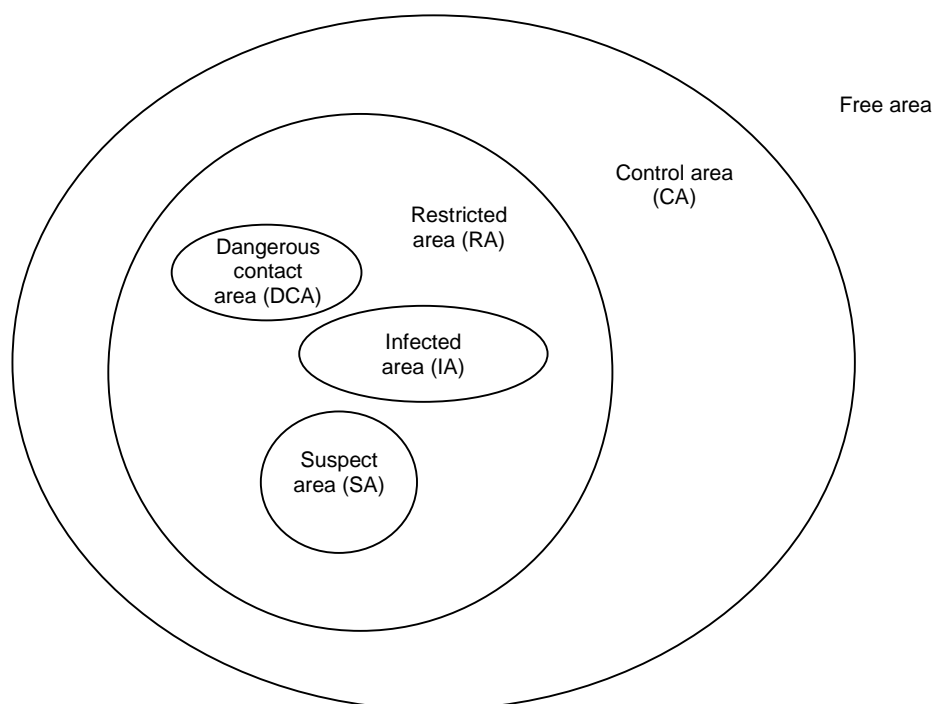 Free area
Control area
(CA)
Restricted
area (RA)
Dangerous
contact
area (DCA)
Infected
area (IA)
Suspect
area (SA)